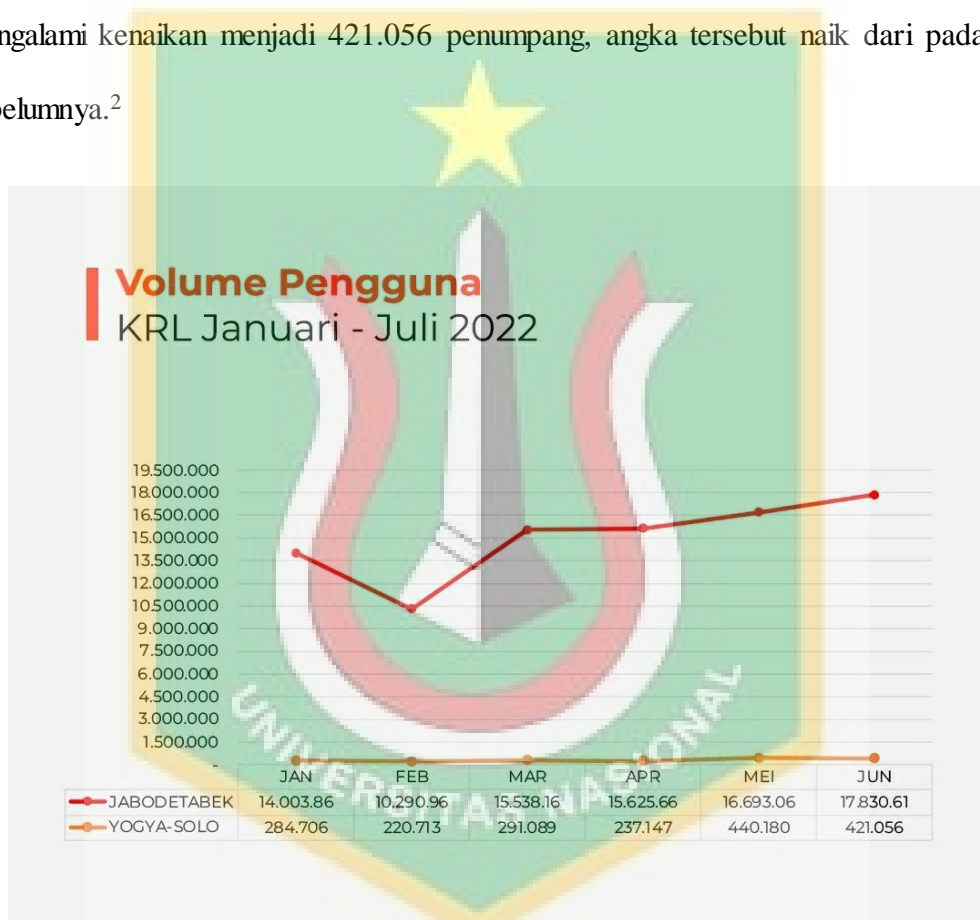 ngalami kenaikan menjadi 421.056 penumpang, angka tersebut naik dari pada
belumnya.2
Volume Pengguna
KRL Januari - Juli 2022
19.500.000
18.000.000
16.500.000
15.000.000
13.500.000
12.000.000
10.500.000
9.000.000
7.500.000
6.000.000
4.500.000
3.000.000
1.500.000
-
JAN FEB MAR APR MEI JUN
JABODETABEK 14.003.86 10.290.96 15.538.16 15.625.66 16.693.06 17.830.61
YOGYA-SOLO 284.706 220.713 291.089 237.147 440.180 421.056
UNIVERSITAS NASIONAL